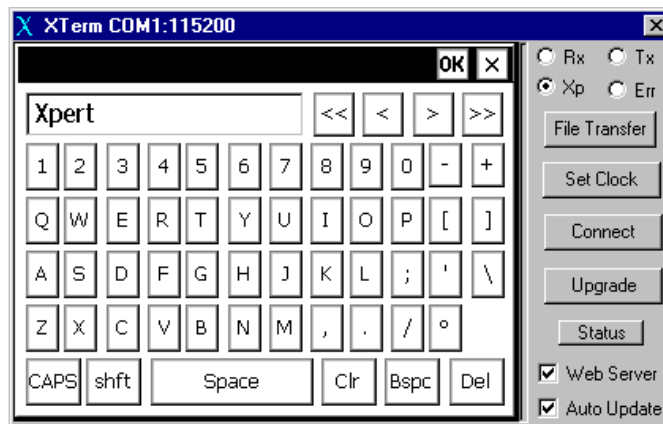 XTerm COM1:115200
OK ×
Rx Tx
Xp Err
Xpert << < > >>
File Transfer
1 2 3 4 5 6 7 8 9 0 - +
Set Clock
Q W E R T Y U I O P [ ]
Connect
A S D F G H J K L ; ' \
Upgrade
Z X C V B N M , . / °
Status
CAPS shft Space Clr Bspc Del
Web Server
Auto Update